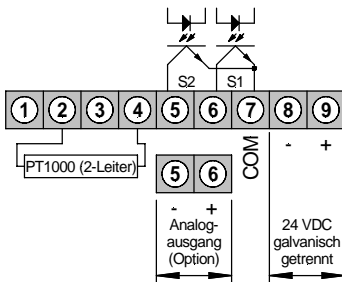 S2 S1
1 2 3 4 5 6 7 8 9
PT1000 (2-Leiter)
5 6
COM
- +
- +
Analog-
ausgang
(Option)
24 VDC
galvanisch
getrennt